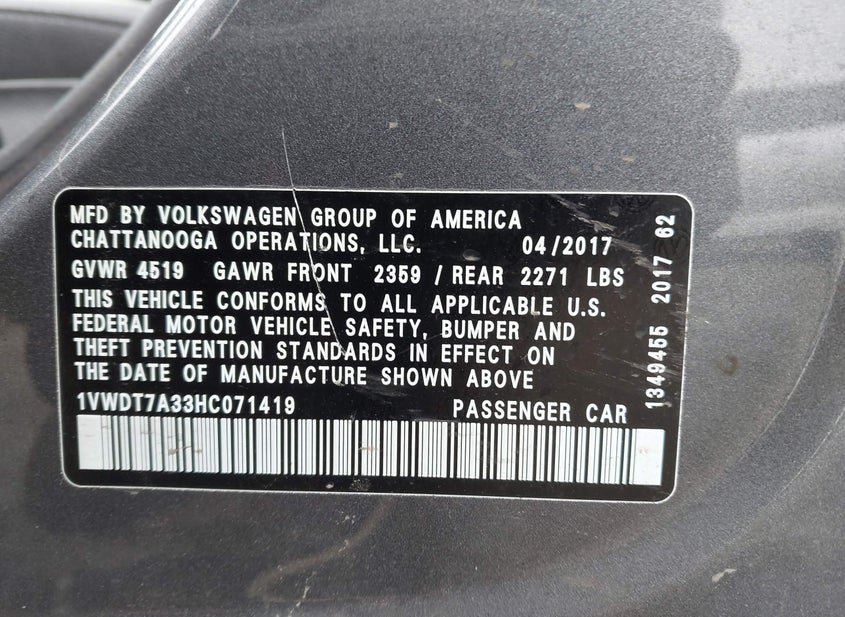 MFD BY VOLKSWAGEN GROUP OF AMERICA
CHATTANOOGA OPERATIONS, LLC. 04/2017
GVWR 4519 GAWR FRONT 2359 / REAR 2271 LBS
THIS VEHICLE CONFORMS TO ALL APPLICABLE U.S.
FEDERAL MOTOR VEHICLE SAFETY, BUMPER AND
THEFT PREVENTION STANDARDS IN EFFECT ON
THE DATE OF MANUFACTURE SHOWN ABOVE
1VWDT7A33HC071419 PASSENGER CAR
1349455 2017 62